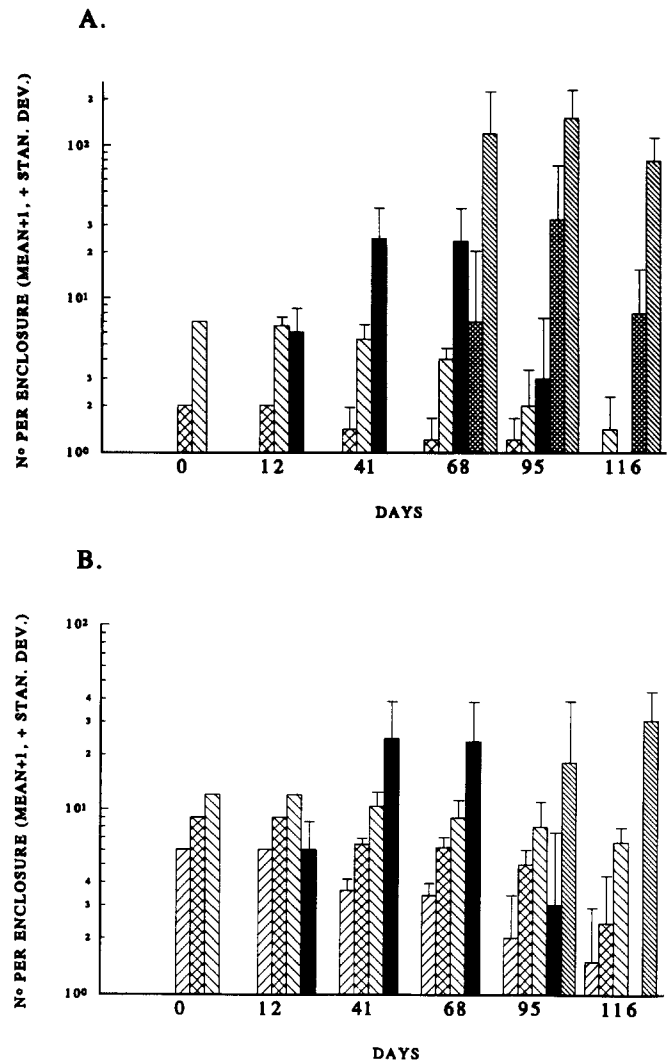 A.
Nº PER ENCLOSURE (MEAN+1, + STAN. DEV.)
2
10²
3
2
10¹
3
2
10⁰
0 12 41 68 95 116
DAYS
B.
Nº PER ENCLOSURE (MEAN+1, + STAN. DEV.)
10²
4
3
2
10¹
4
3
2
10⁰
0 12 41 68 95 116
DAYS